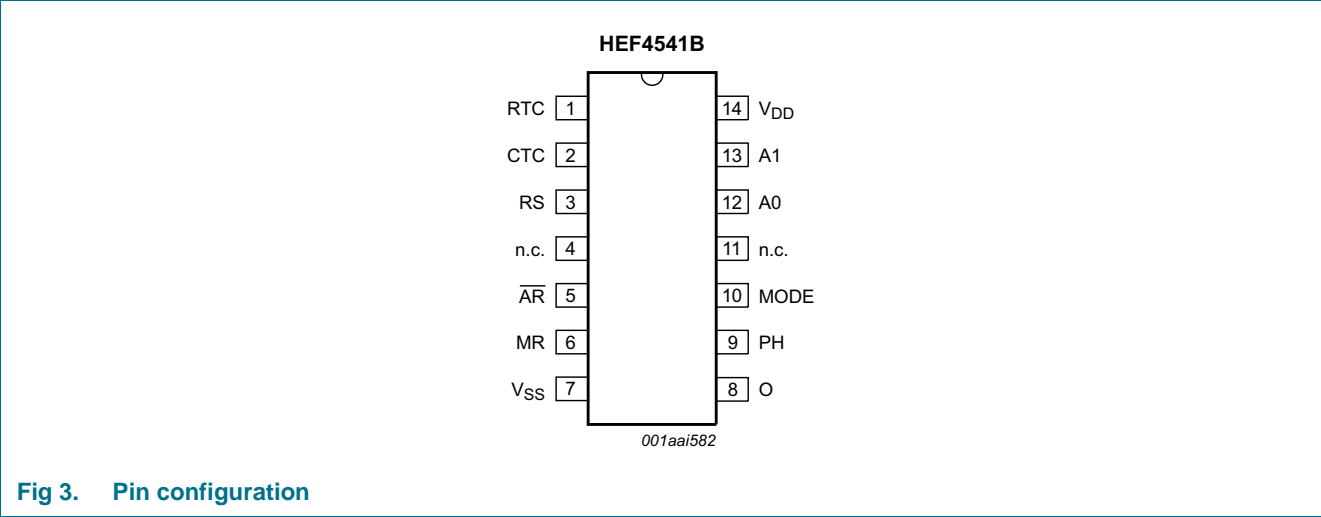 HEF4541B
RTC 1 14 VDD
CTC 2 13 A1
RS 3 12 A0
n.c. 4 11 n.c.
A̅R̅ 5 10 MODE
MR 6 9 PH
VSS 7 8 O
001aai582
Fig 3. Pin configuration